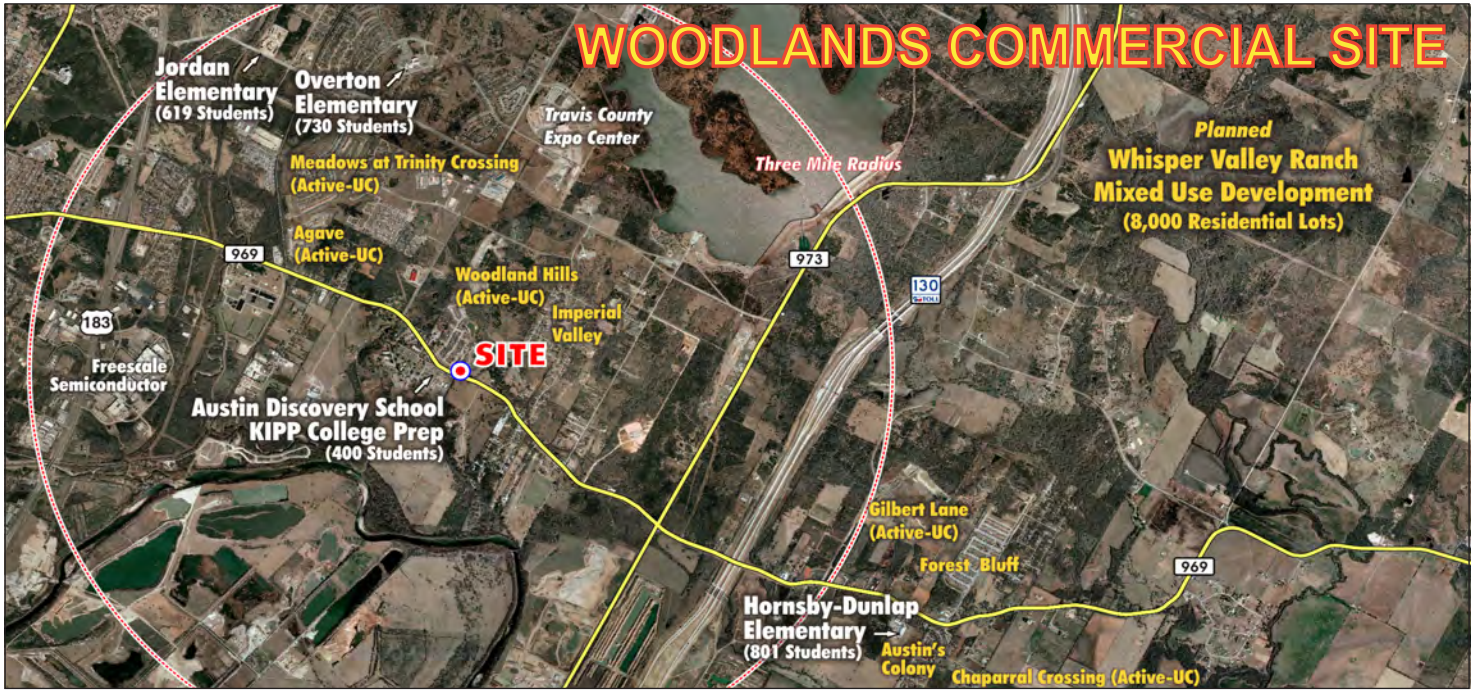 WOODLANDS COMMERCIAL SITE
Jordan
Elementary
(619 Students)
Overton
Elementary
(730 Students)
Travis County
Expo Center
Three Mile Radius
Planned
Whisper Valley Ranch
Mixed Use Development
(8,000 Residential Lots)
Meadows at Trinity Crossing
(Active-UC)
Agave
(Active-UC)
969
973
Woodland Hills
(Active-UC)
130
TOLL
Imperial
Valley
183
SITE
Freescale
Semiconductor
Austin Discovery School
KIPP College Prep
(400 Students)
Gilbert Lane
(Active-UC)
Forest Bluff
969
Hornsby-Dunlap
Elementary
(801 Students)
Austin's
Colony
Chaparral Crossing (Active-UC)